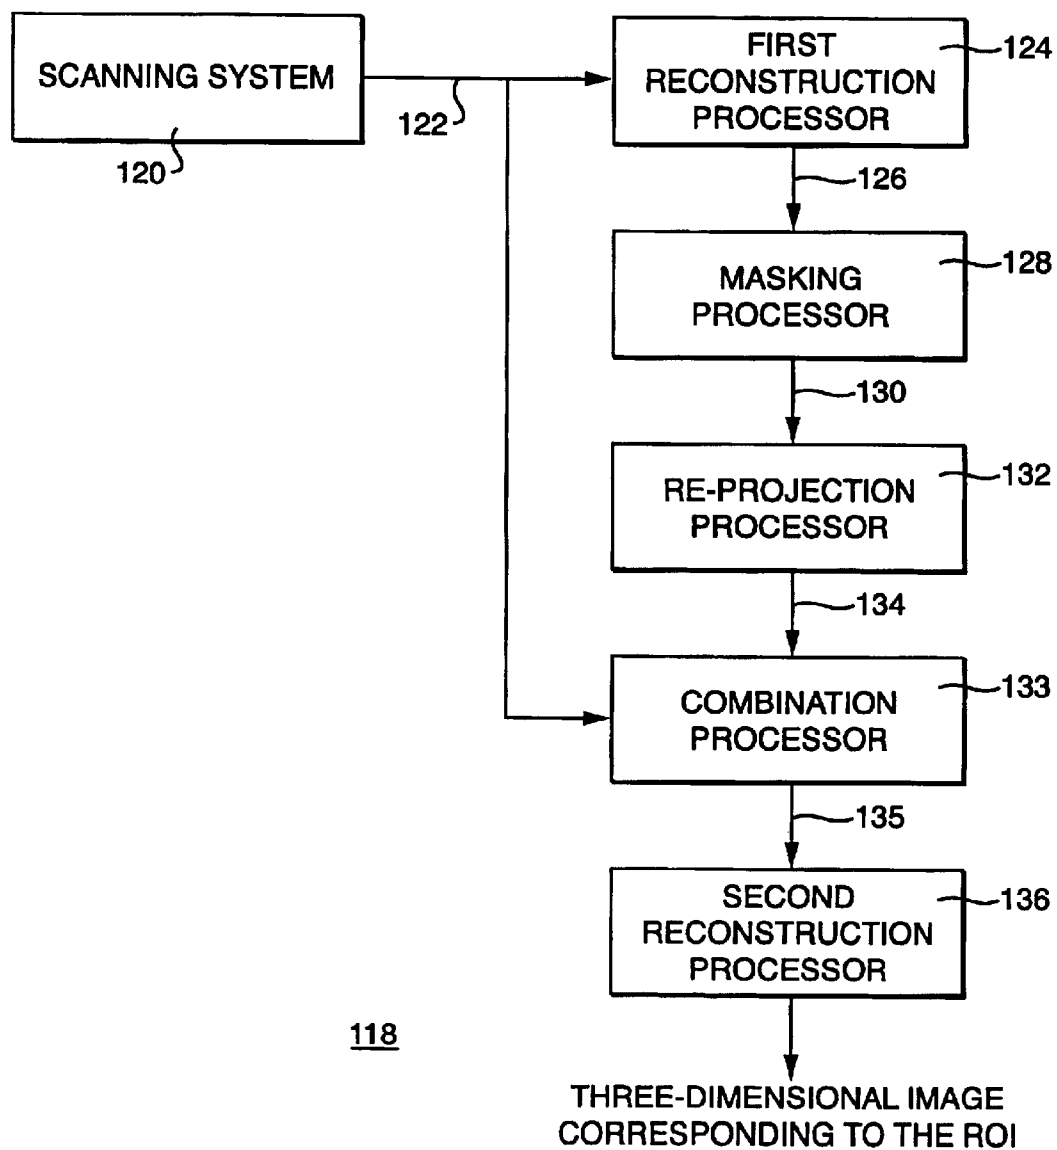 SCANNING SYSTEM
120
122
FIRST
RECONSTRUCTION
PROCESSOR
124
126
MASKING
PROCESSOR
128
130
RE-PROJECTION
PROCESSOR
132
134
COMBINATION
PROCESSOR
133
135
SECOND
RECONSTRUCTION
PROCESSOR
136
118
THREE-DIMENSIONAL IMAGE
CORRESPONDING TO THE ROI